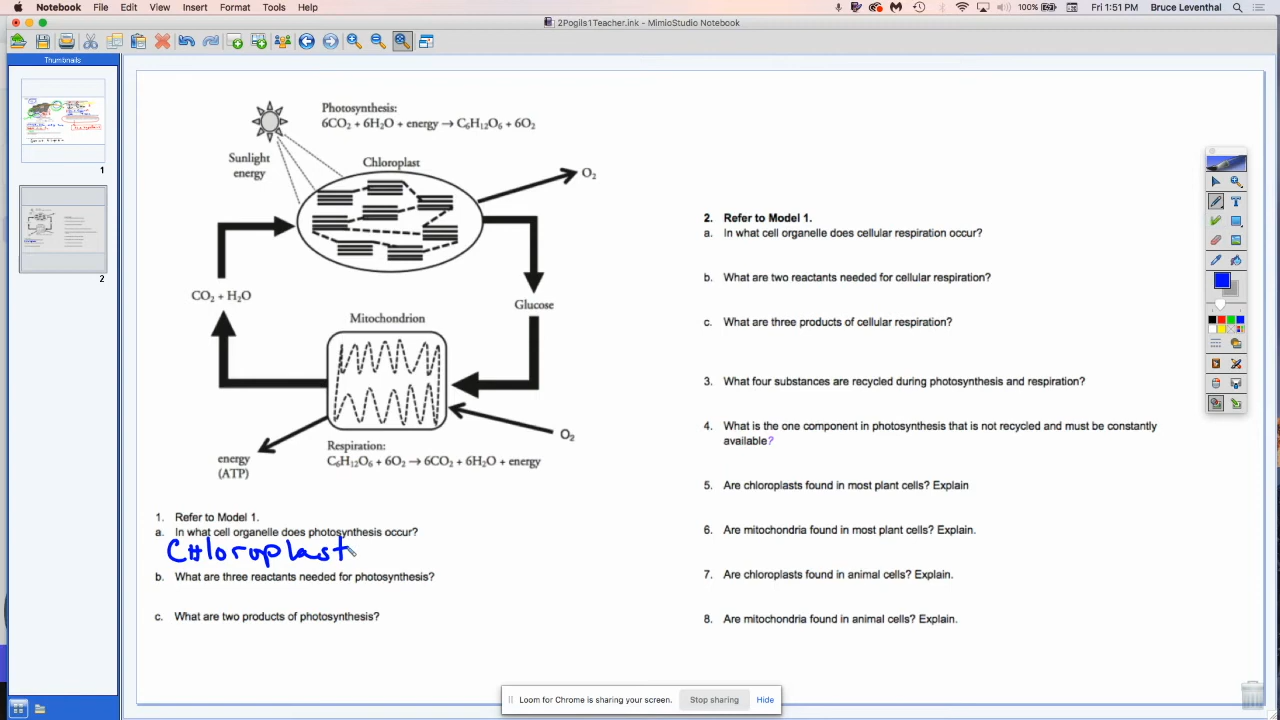 Notebook File Edit View Insert Format Tools Help
100% Fri 1:51 PM Bruce Leventhal
2Pogils1Teacher.ink - MimioStudio Notebook
Thumbnails
1
2
Photosynthesis:
6CO₂ + 6H₂O + energy → C₆H₁₂O₆ + 6O₂
Sunlight
energy
Chloroplast
O₂
CO₂ + H₂O
Glucose
Mitochondrion
O₂
energy
(ATP)
Respiration:
C₆H₁₂O₆ + 6O₂ → 6CO₂ + 6H₂O + energy
1. Refer to Model 1.
a. In what cell organelle does photosynthesis occur?
Chloroplast
b. What are three reactants needed for photosynthesis?
c. What are two products of photosynthesis?
2. Refer to Model 1.
a. In what cell organelle does cellular respiration occur?
b. What are two reactants needed for cellular respiration?
c. What are three products of cellular respiration?
3. What four substances are recycled during photosynthesis and respiration?
4. What is the one component in photosynthesis that is not recycled and must be constantly
available?
5. Are chloroplasts found in most plant cells? Explain
6. Are mitochondria found in most plant cells? Explain.
7. Are chloroplasts found in animal cells? Explain.
8. Are mitochondria found in animal cells? Explain.
Loom for Chrome is sharing your screen. Stop sharing Hide